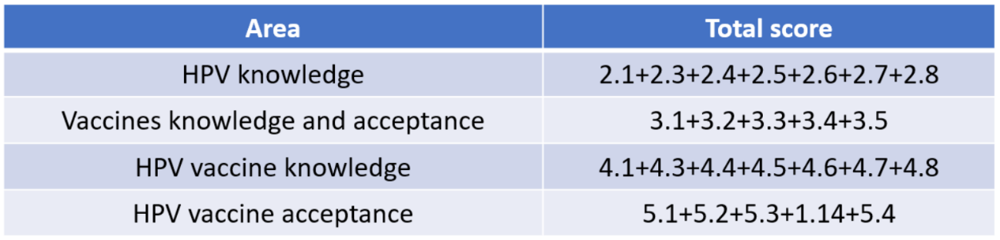 Area Total score
HPV knowledge 2.1+2.3+2.4+2.5+2.6+2.7+2.8
Vaccines knowledge and acceptance 3.1+3.2+3.3+3.4+3.5
HPV vaccine knowledge 4.1+4.3+4.4+4.5+4.6+4.7+4.8
HPV vaccine acceptance 5.1+5.2+5.3+1.14+5.4